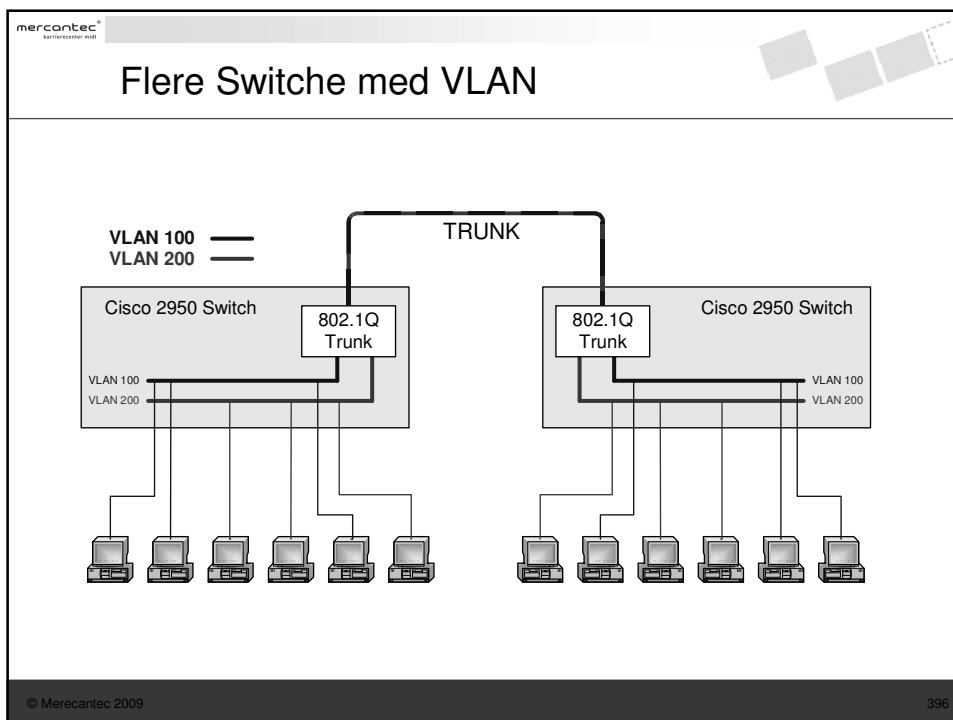 mercantec+
karrierecenter midt
Flere Switche med VLAN
TRUNK
VLAN 100
VLAN 200
Cisco 2950 Switch
802.1Q
Trunk
VLAN 100
VLAN 200
802.1Q
Trunk
Cisco 2950 Switch
VLAN 100
VLAN 200
© Merecantec 2009
396